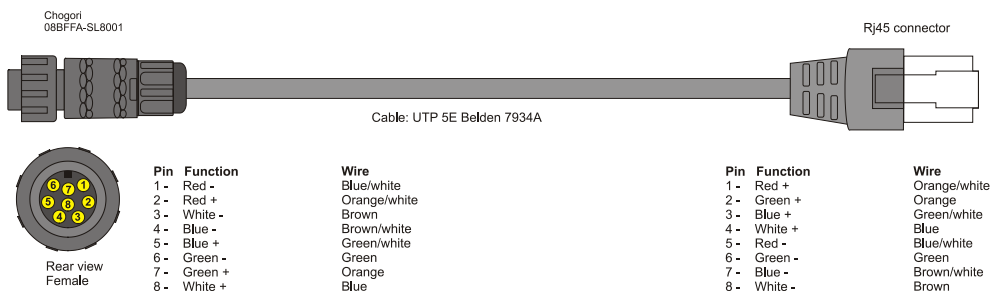 Chogori
08BFFA-SL8001
Rj45 connector
Cable: UTP 5E Belden 7934A
6 7 1
5 8 2
4 3
Rear view
Female
Pin Function Wire
1 - Red - Blue/white
2 - Red + Orange/white
3 - White - Brown
4 - Blue - Brown/white
5 - Blue + Green/white
6 - Green - Green
7 - Green + Orange
8 - White + Blue
Pin Function Wire
1 - Red + Orange/white
2 - Green + Orange
3 - Blue + Green/white
4 - White + Blue
5 - Red - Blue/white
6 - Green - Green
7 - Blue - Brown/white
8 - White - Brown